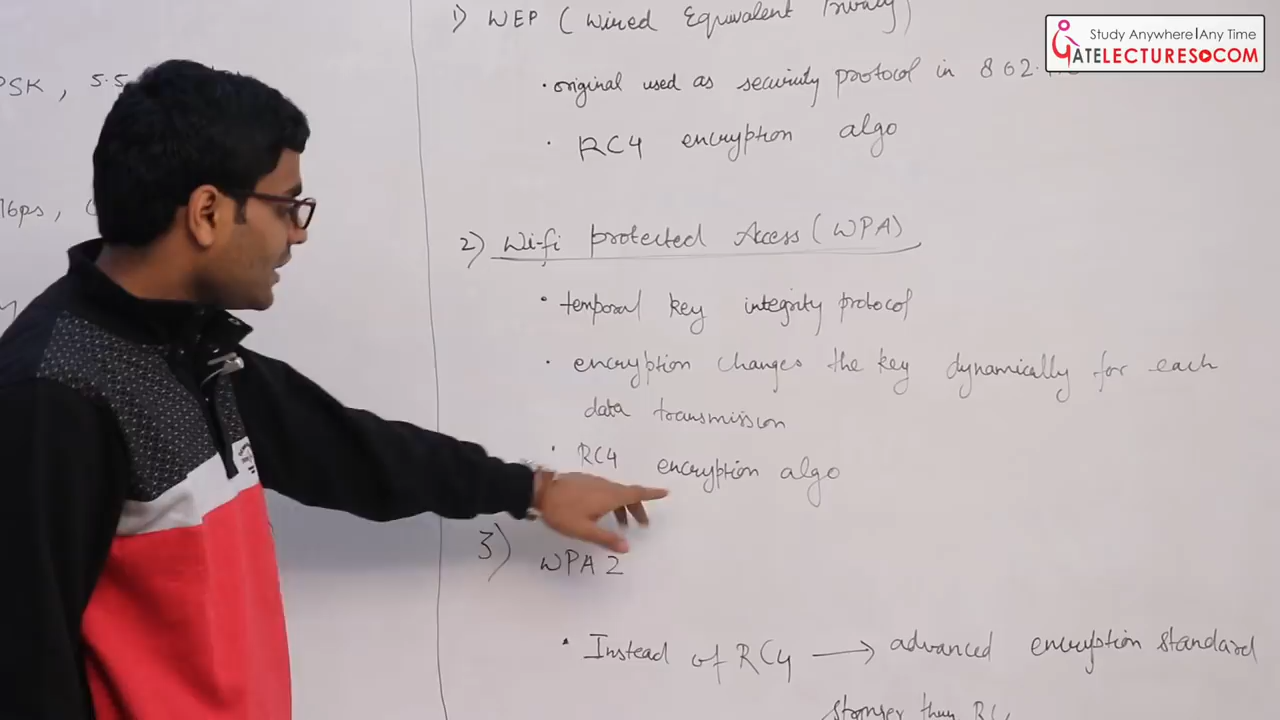 1) WEP (Wired Equivalent Privacy)
• original used as security protocol in 802.11
• RC4 encryption algo
2) Wi-fi protected Access (WPA)
• temporal key integrity protocol
• encryption changes the key dynamically for each
data transmission
• RC4 encryption algo
3) WPA 2
• Instead of RC4 → advanced encryption standard
stronger then RC
PSK, 5.5
Study Anywhere|Any Time
GATELECTURES.COM